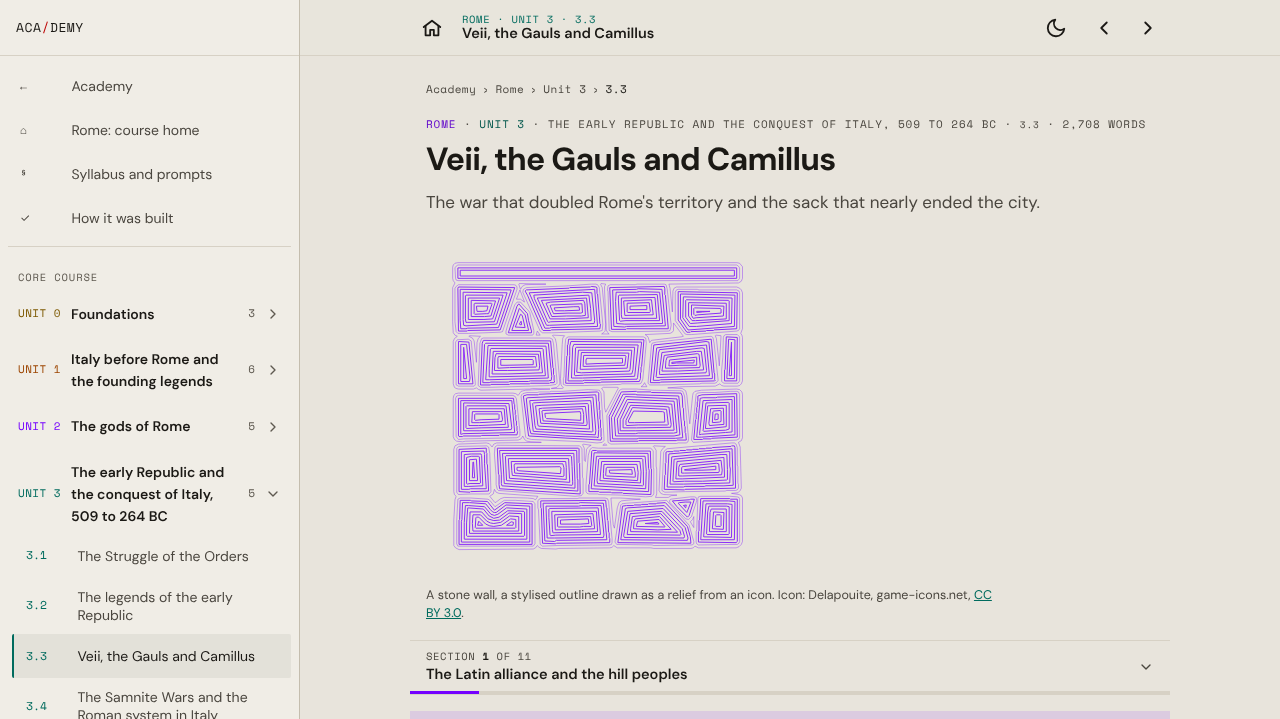 ACA/DEMY
← Academy
⌂ Rome: course home
§ Syllabus and prompts
✓ How it was built
CORE COURSE
UNIT 0 Foundations 3
UNIT 1 Italy before Rome and
the founding legends 6
UNIT 2 The gods of Rome 5
UNIT 3 The early Republic and
the conquest of Italy, 5
509 to 264 BC
3.1 The Struggle of the Orders
3.2 The legends of the early
Republic
3.3 Veii, the Gauls and Camillus
3.4 The Samnite Wars and the
Roman system in Italy
ROME · UNIT 3 · 3.3
Veii, the Gauls and Camillus
Academy › Rome › Unit 3 › 3.3
ROME · UNIT 3 · THE EARLY REPUBLIC AND THE CONQUEST OF ITALY, 509 TO 264 BC · 3.3 · 2,708 WORDS
Veii, the Gauls and Camillus
The war that doubled Rome's territory and the sack that nearly ended the city.
A stone wall, a stylised outline drawn as a relief from an icon. Icon: Delapouite, game-icons.net, CC
BY 3.0.
SECTION 1 OF 11
The Latin alliance and the hill peoples